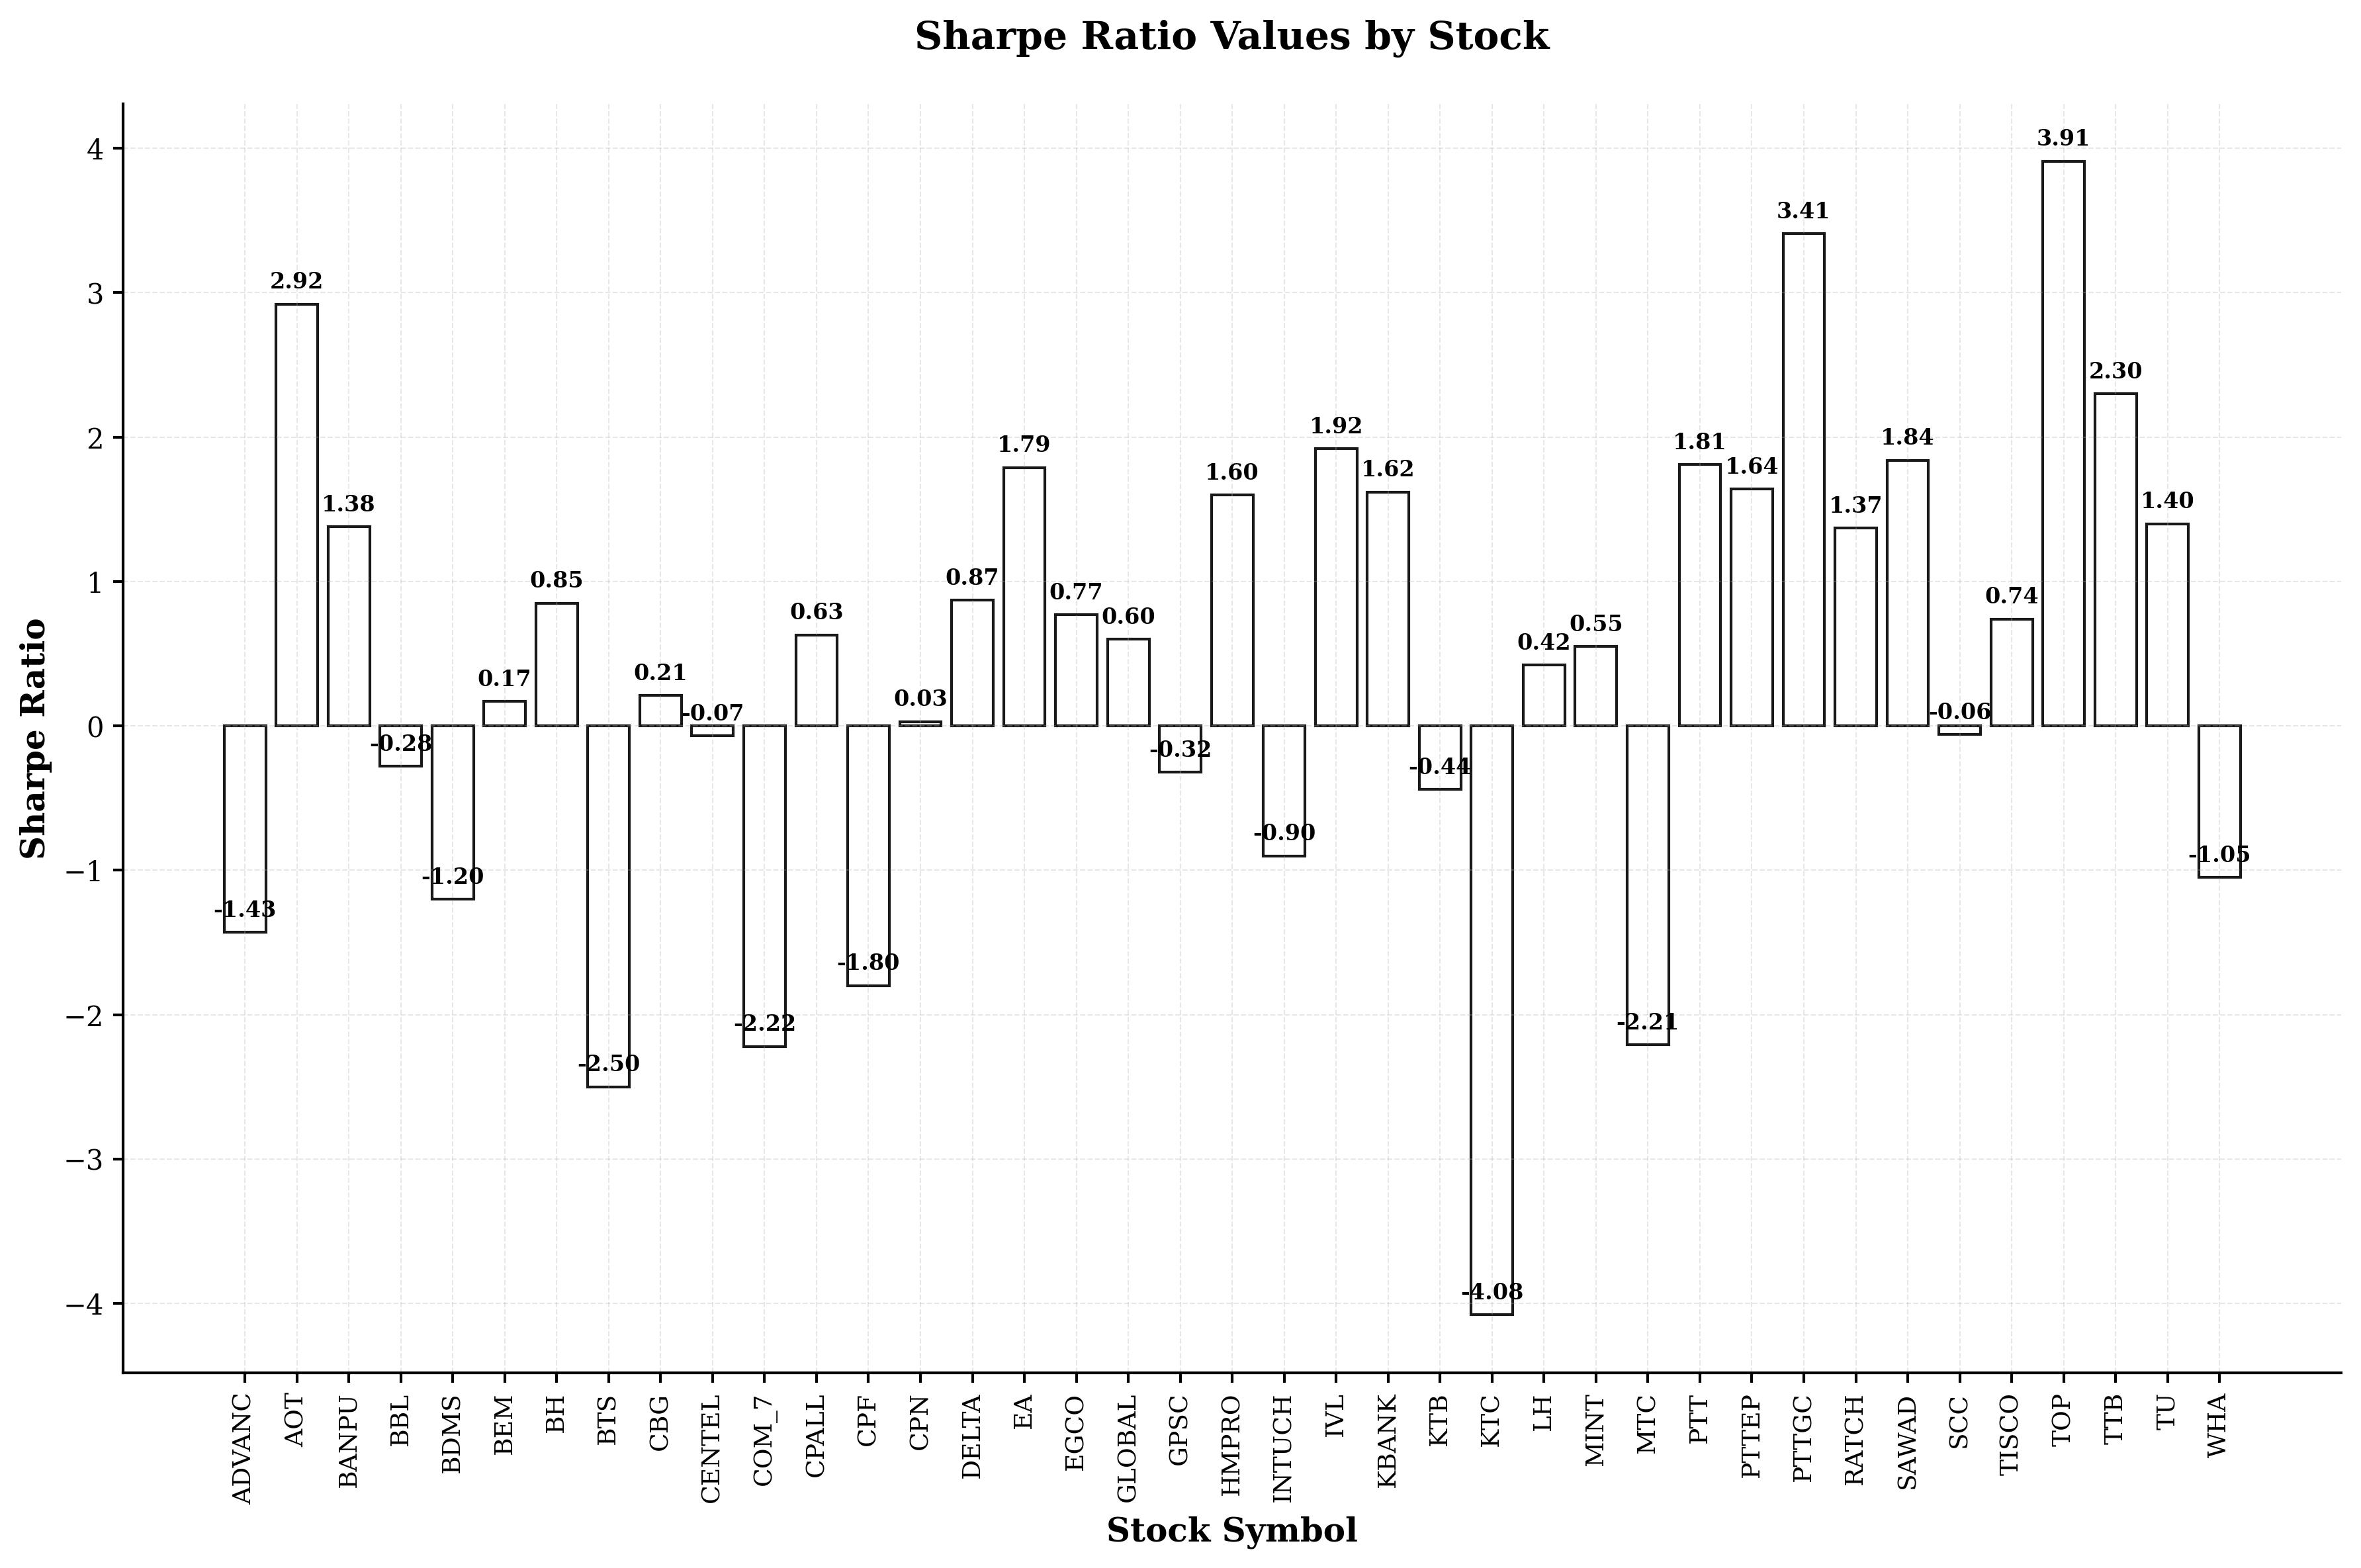 Sharpe Ratio Values by Stock
Sharpe Ratio
4
3
2
1
0
−1
−2
−3
−4
-1.43
2.92
1.38
-0.28
-1.20
0.17
0.85
-2.50
0.21
-0.07
-2.22
0.63
-1.80
0.03
0.87
1.79
0.77
0.60
-0.32
1.60
-0.90
1.92
1.62
-0.44
-4.08
0.42
0.55
-2.21
1.81
1.64
3.41
1.37
1.84
-0.06
0.74
3.91
2.30
1.40
-1.05
ADVANC
AOT
BANPU
BBL
BDMS
BEM
BH
BTS
CBG
CENTEL
COM_7
CPALL
CPF
CPN
DELTA
EA
EGCO
GLOBAL
GPSC
HMPRO
INTUCH
IVL
KBANK
KTB
KTC
LH
MINT
MTC
PTT
PTTEP
PTTGC
RATCH
SAWAD
SCC
TISCO
TOP
TTB
TU
WHA
Stock Symbol